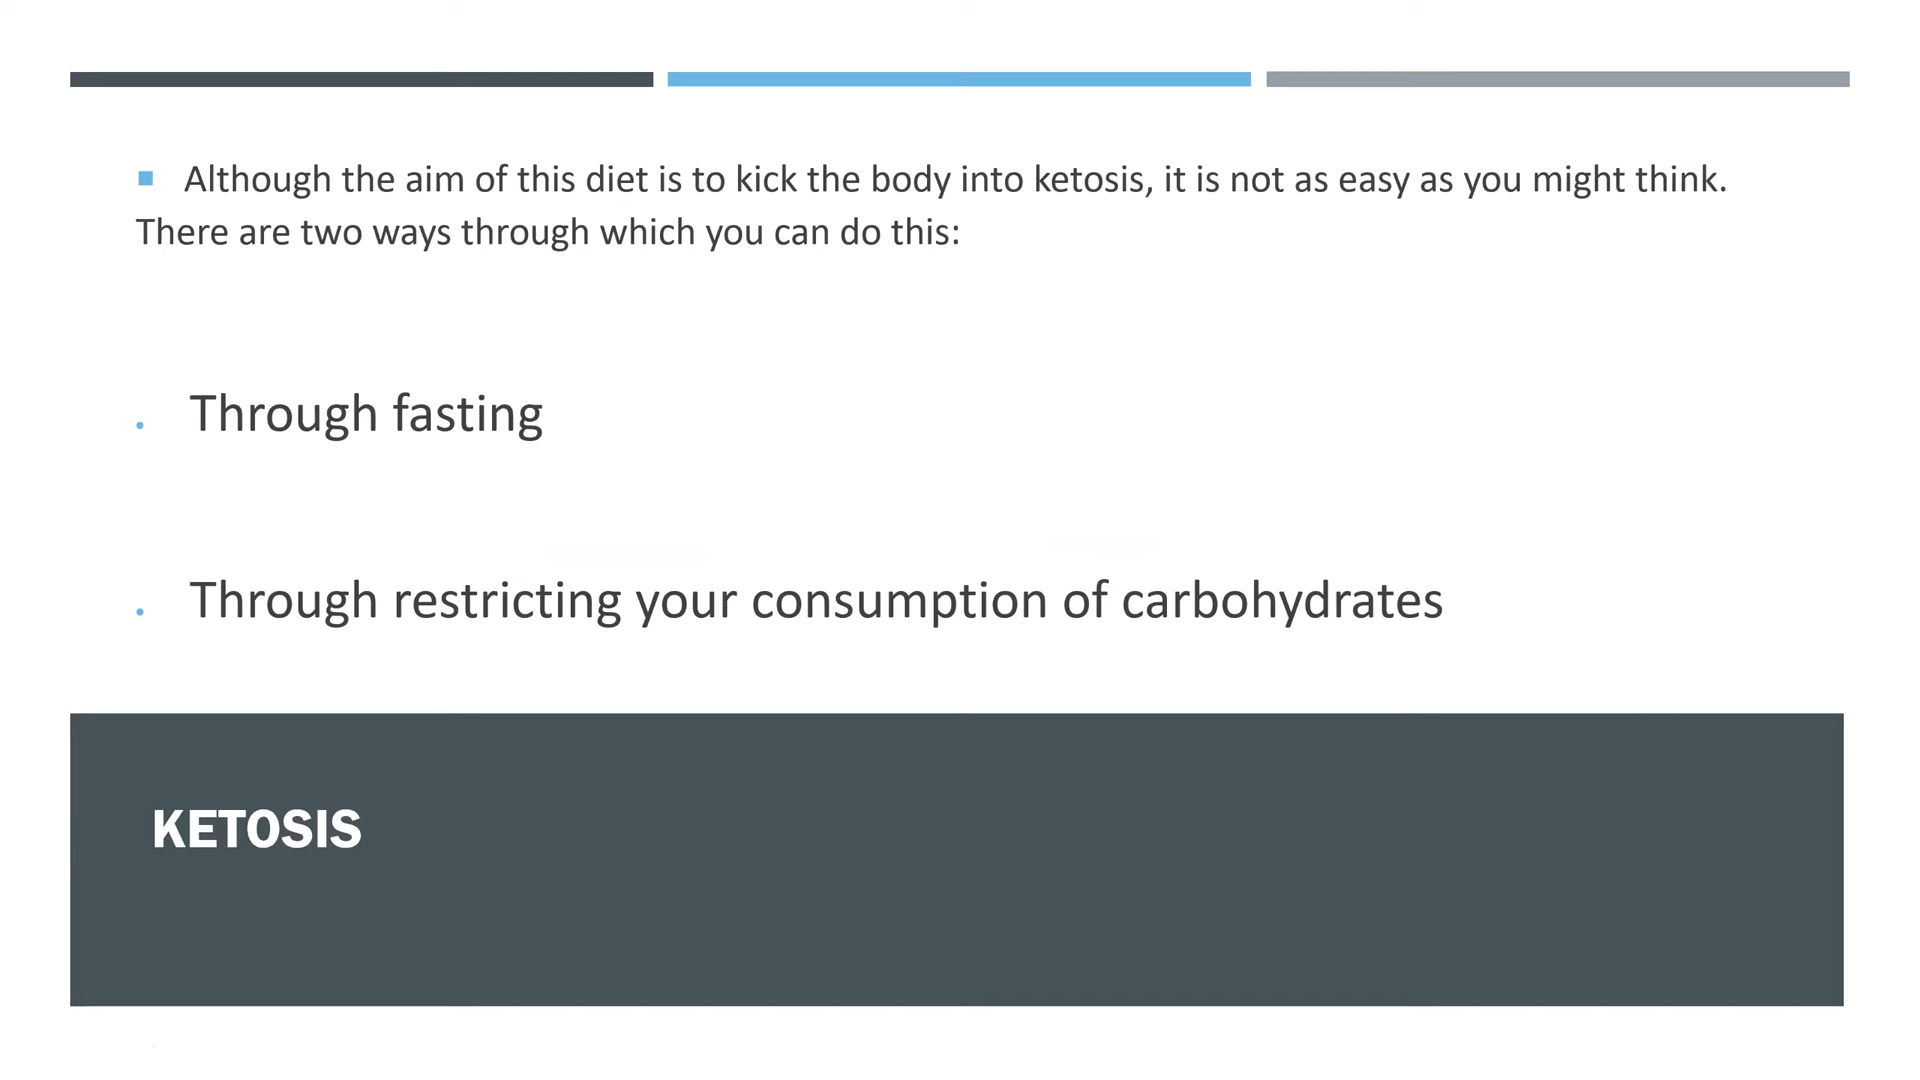 Although the aim of this diet is to kick the body into ketosis, it is not as easy as you might think.
There are two ways through which you can do this:
Through fasting
Through restricting your consumption of carbohydrates
KETOSIS